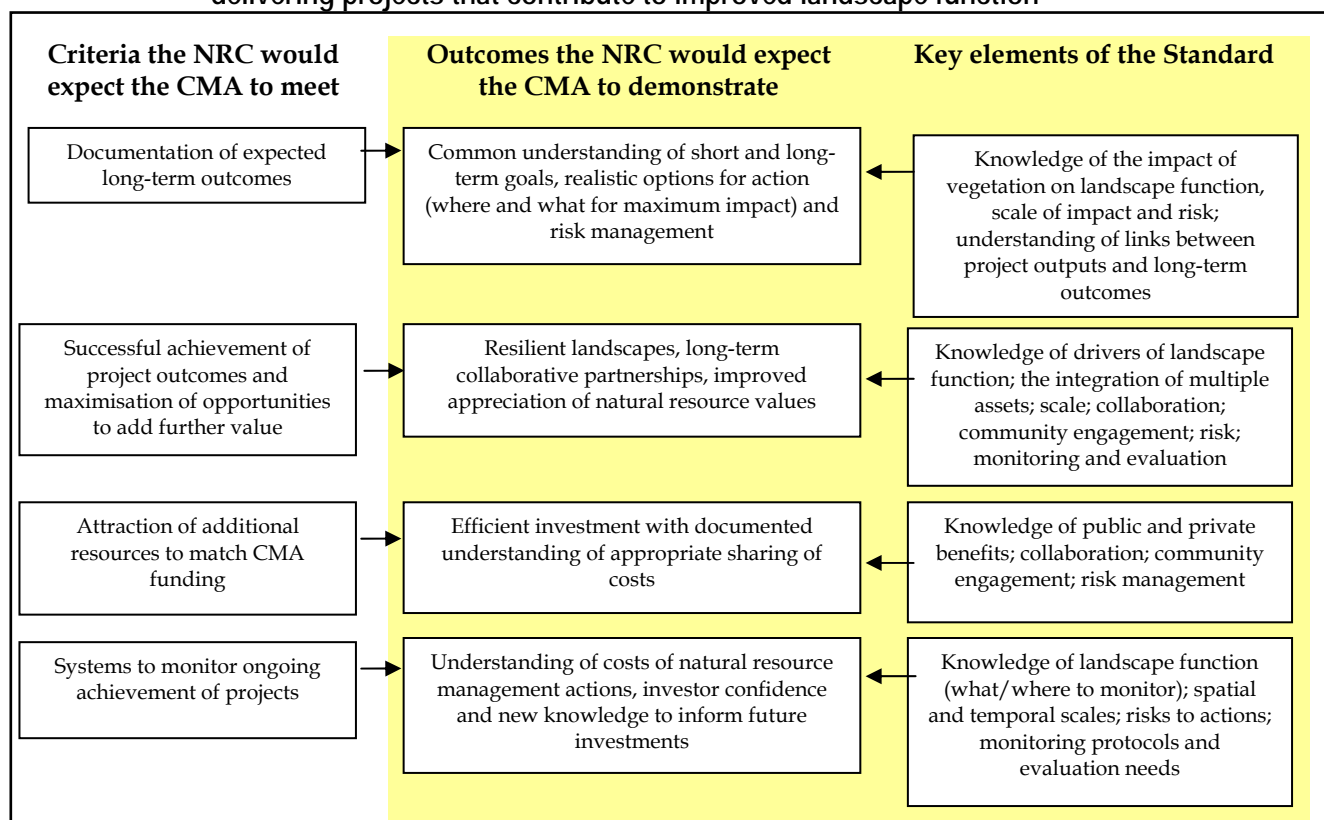 delivering projects that contribute to improved landscape function
Criteria the NRC would
expect the CMA to meet
Outcomes the NRC would expect
the CMA to demonstrate
Key elements of the Standard
Documentation of expected
long-term outcomes
Common understanding of short and long-
term goals, realistic options for action
(where and what for maximum impact) and
risk management
Knowledge of the impact of
vegetation on landscape function,
scale of impact and risk;
understanding of links between
project outputs and long-term
outcomes
Successful achievement of
project outcomes and
maximisation of opportunities
to add further value
Resilient landscapes, long-term
collaborative partnerships, improved
appreciation of natural resource values
Knowledge of drivers of landscape
function; the integration of multiple
assets; scale; collaboration;
community engagement; risk;
monitoring and evaluation
Attraction of additional
resources to match CMA
funding
Efficient investment with documented
understanding of appropriate sharing of
costs
Knowledge of public and private
benefits; collaboration; community
engagement; risk management
Systems to monitor ongoing
achievement of projects
Understanding of costs of natural resource
management actions, investor confidence
and new knowledge to inform future
investments
Knowledge of landscape function
(what/where to monitor); spatial
and temporal scales; risks to actions;
monitoring protocols and
evaluation needs